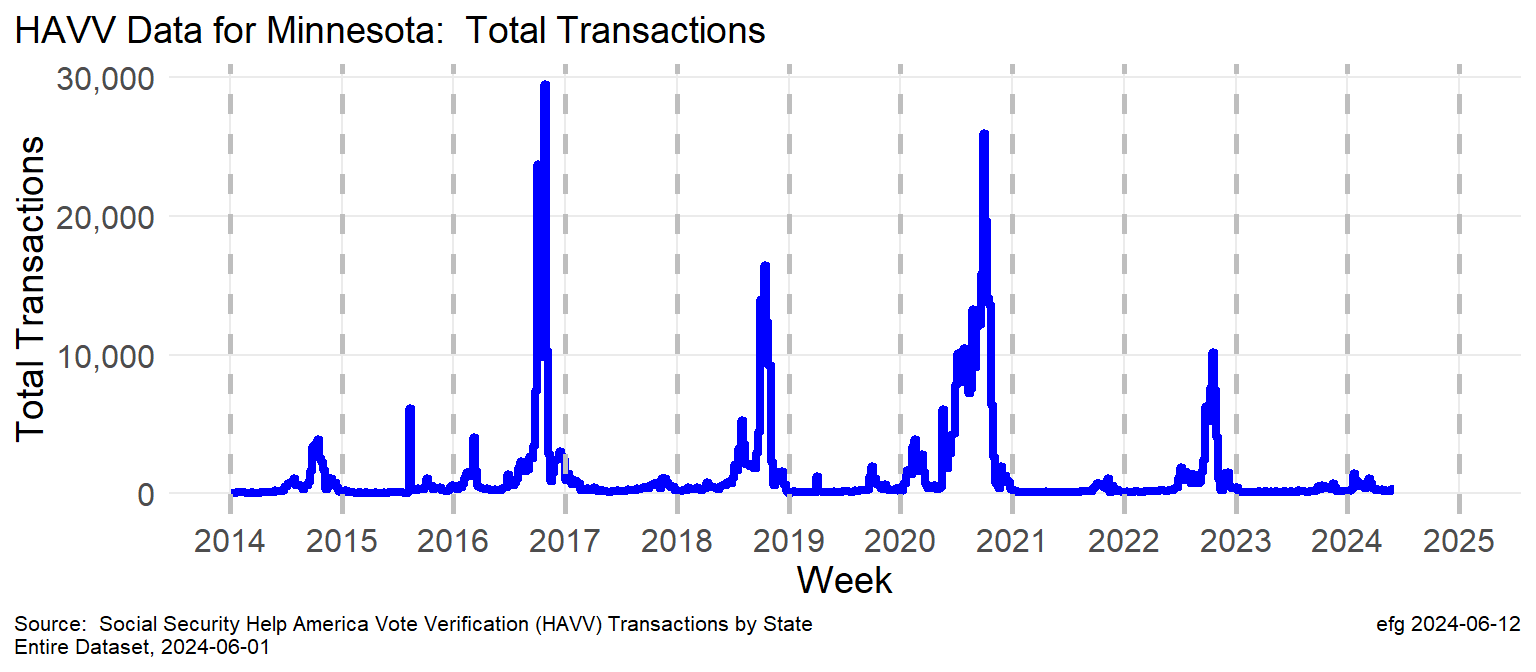 HAVV Data for Minnesota:  Total Transactions
Total Transactions
30,000
20,000
10,000
0
2014 2015 2016 2017 2018 2019 2020 2021 2022 2023 2024 2025
Week
Source:  Social Security Help America Vote Verification (HAVV) Transactions by State
efg 2024-06-12
Entire Dataset, 2024-06-01